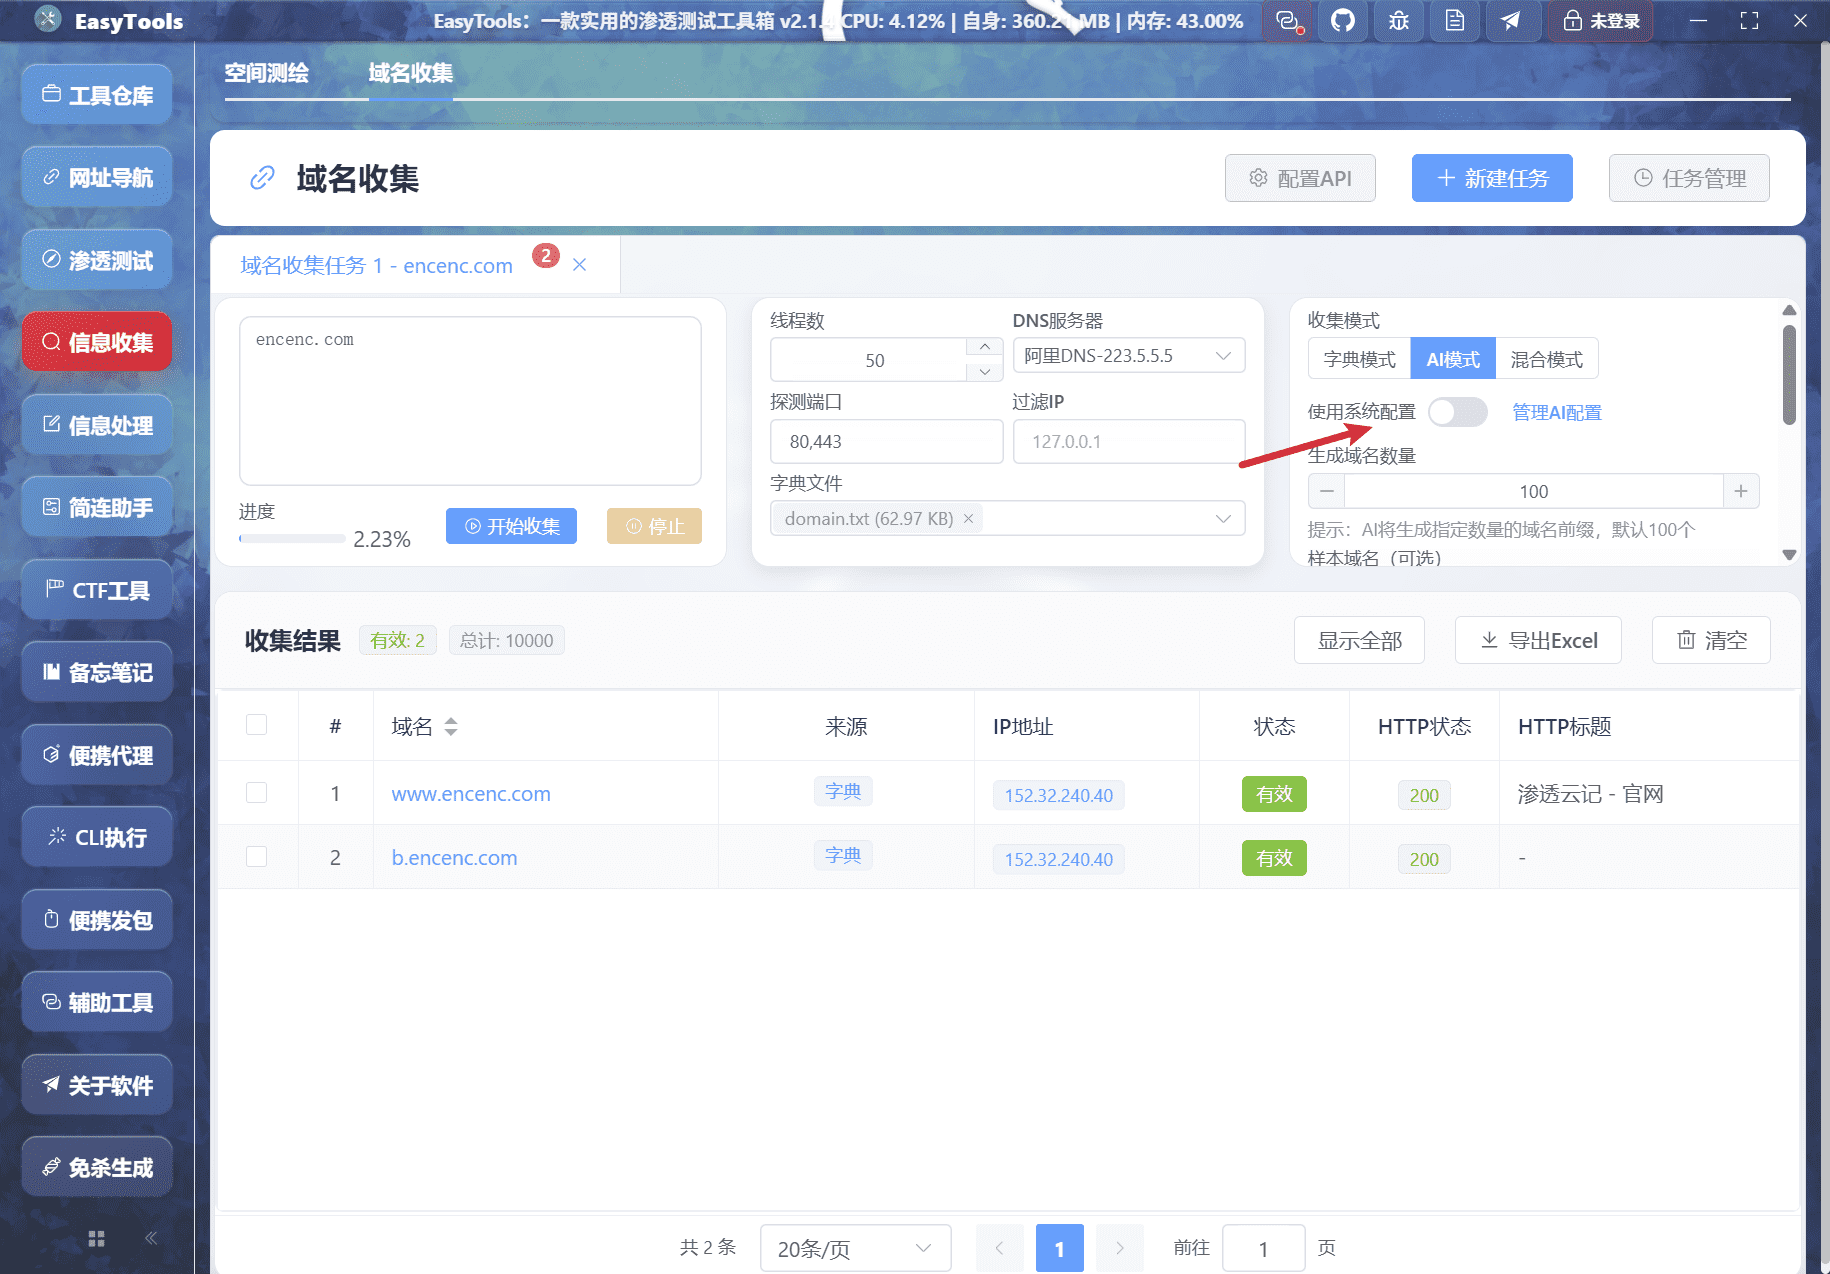 EasyTools
EasyTools：一款实用的渗透测试工具箱 v2.1.4 CPU: 4.12% | 自身: 360.21 MB | 内存: 43.00%
未登录
工具仓库
网址导航
渗透测试
信息收集
信息处理
简连助手
CTF工具
备忘笔记
便携代理
CLI执行
便携发包
辅助工具
关于软件
免杀生成
空间测绘
域名收集
域名收集
配置API
新建任务
任务管理
域名收集任务 1 - encenc.com
2
encenc.com
进度
2.23%
开始收集
停止
线程数
DNS服务器
50
阿里DNS-223.5.5.5
探测端口
过滤IP
80,443
127.0.0.1
字典文件
domain.txt (62.97 KB)
收集模式
字典模式
AI模式
混合模式
使用系统配置
管理AI配置
生成域名数量
100
提示：AI将生成指定数量的域名前缀，默认100个
样本域名（可选）
收集结果
有效: 2
总计: 10000
显示全部
导出Excel
清空
# 域名 来源 IP地址 状态 HTTP状态 HTTP标题
1 www.encenc.com 字典 152.32.240.40 有效 200 渗透云记 - 官网
2 b.encenc.com 字典 152.32.240.40 有效 200 -
共 2 条
20条/页
1
前往 1 页